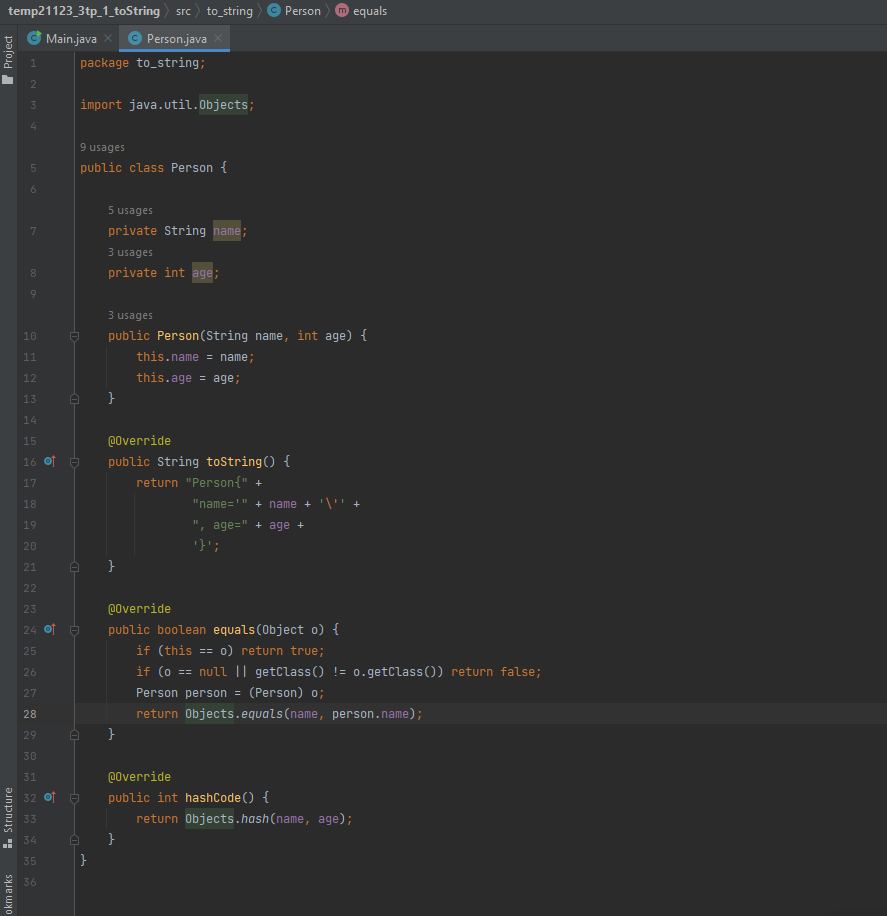 temp21123_3tp_1_toString 〉 src 〉 to_string 〉 C Person 〉 m equals
Project
C Main.java × C Person.java ×
1 package to_string;
2
3 import java.util.Objects;
4
9 usages
5 public class Person {
6
5 usages
7     private String name;
3 usages
8     private int age;
9
3 usages
10     public Person(String name, int age) {
11         this.name = name;
12         this.age = age;
13     }
14
15     @Override
16     public String toString() {
17         return "Person{" +
18                 "name='" + name + '\'' +
19                 ", age=" + age +
20                 '}';
21     }
22
23     @Override
24     public boolean equals(Object o) {
25         if (this == o) return true;
26         if (o == null || getClass() != o.getClass()) return false;
27         Person person = (Person) o;
28         return Objects.equals(name, person.name);
29     }
30
31     @Override
32     public int hashCode() {
33         return Objects.hash(name, age);
34     }
35 }
36
Structure
okmarks